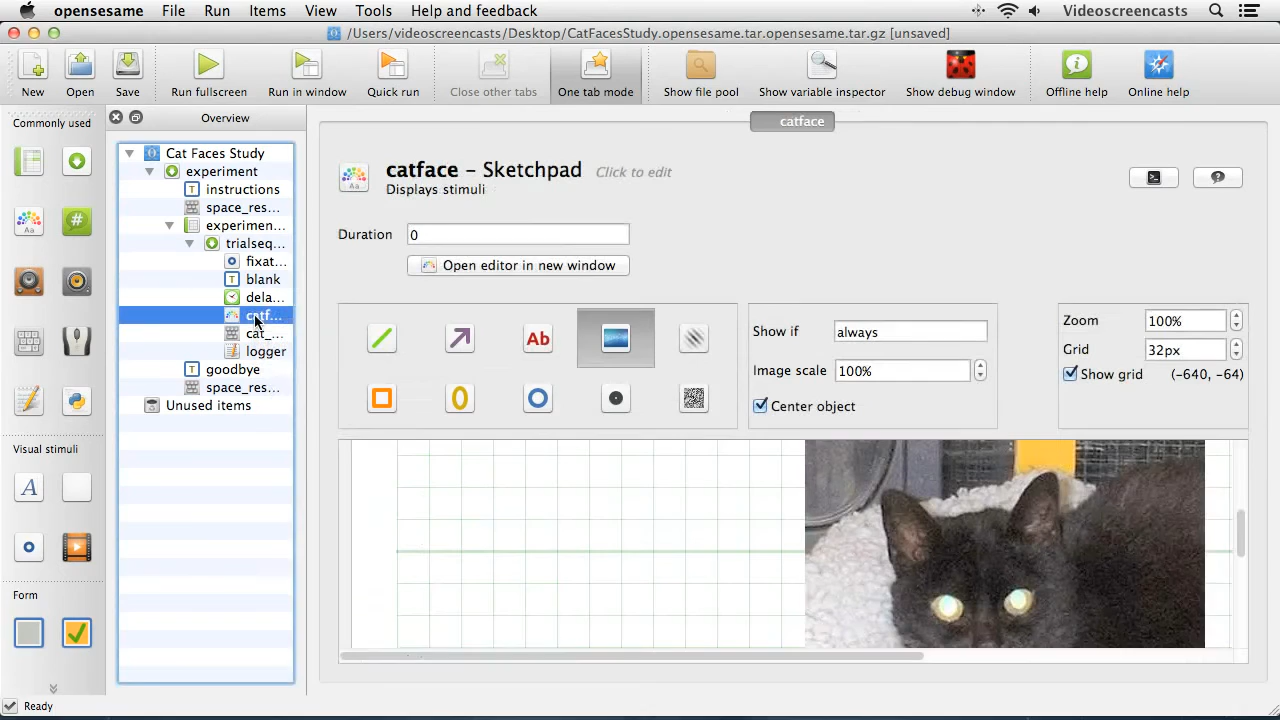 opensesame File Run Items View Tools Help and feedback Videoscreencasts
/Users/videoscreencasts/Desktop/CatFacesStudy.opensesame.tar.opensesame.tar.gz [unsaved]
New Open Save Run fullscreen Run in window Quick run Close other tabs One tab mode Show file pool Show variable inspector Show debug window Offline help Online help
Commonly used
Overview
catface
Cat Faces Study
experiment
instructions
space_res...
experimen...
trialseq...
fixat...
blank
dela...
catf...
cat_...
logger
goodbye
space_res...
Unused items
catface – Sketchpad Click to edit
Displays stimuli
Duration 0
Open editor in new window
Aa
Ab
Show if always
Image scale 100%
Center object
Zoom 100%
Grid 32px
Show grid (-640, -64)
Visual stimuli
Form
Ready